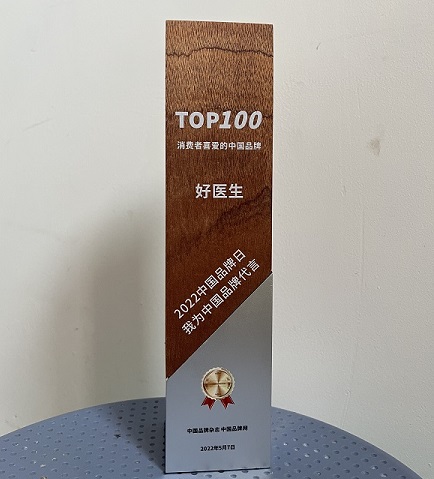 TOP100
消费者喜爱的中国品牌
好医生
2022中国品牌日
我为中国品牌代言
中国品牌杂志 中国品牌网
2022年5月7日